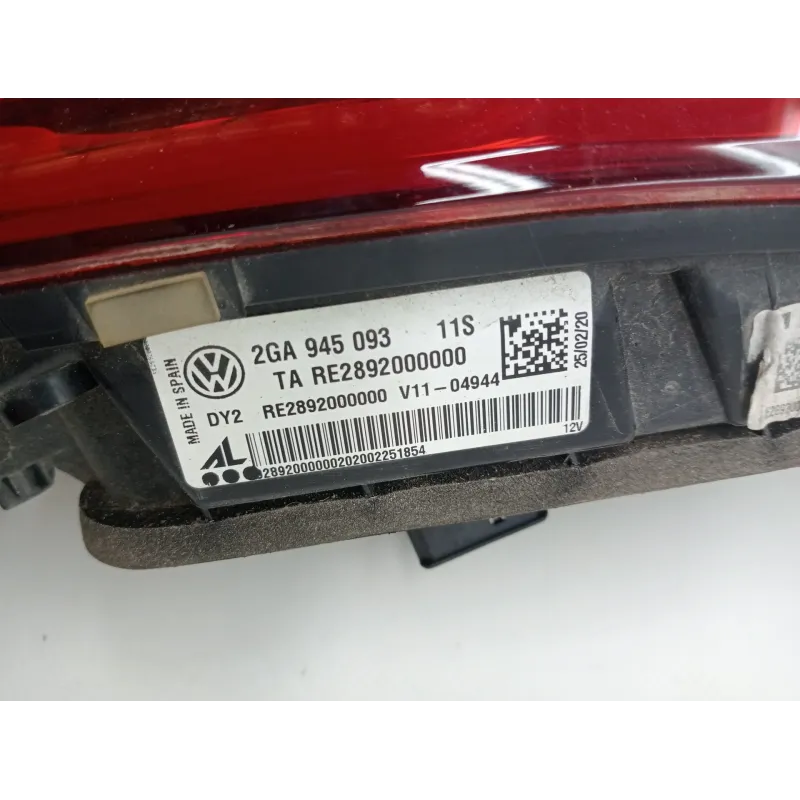 MADE IN SPAIN
VW
2GA 945 093 11S
TA RE2892000000
DY2 RE2892000000 V11-04944
25/02/20
AL
2892000000202002251854
12V